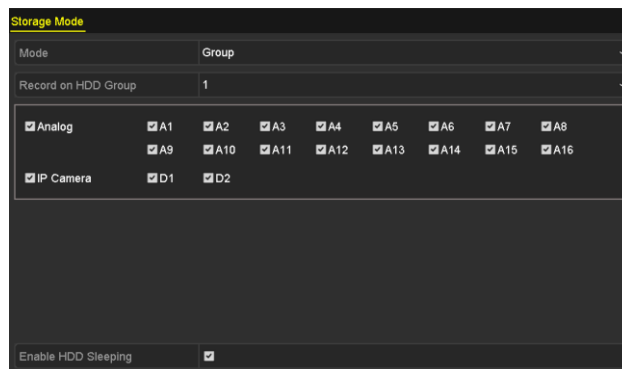 Storage Mode
Mode Group
Record on HDD Group 1
Analog A1 A2 A3 A4 A5 A6 A7 A8
A9 A10 A11 A12 A13 A14 A15 A16
IP Camera D1 D2
Enable HDD Sleeping